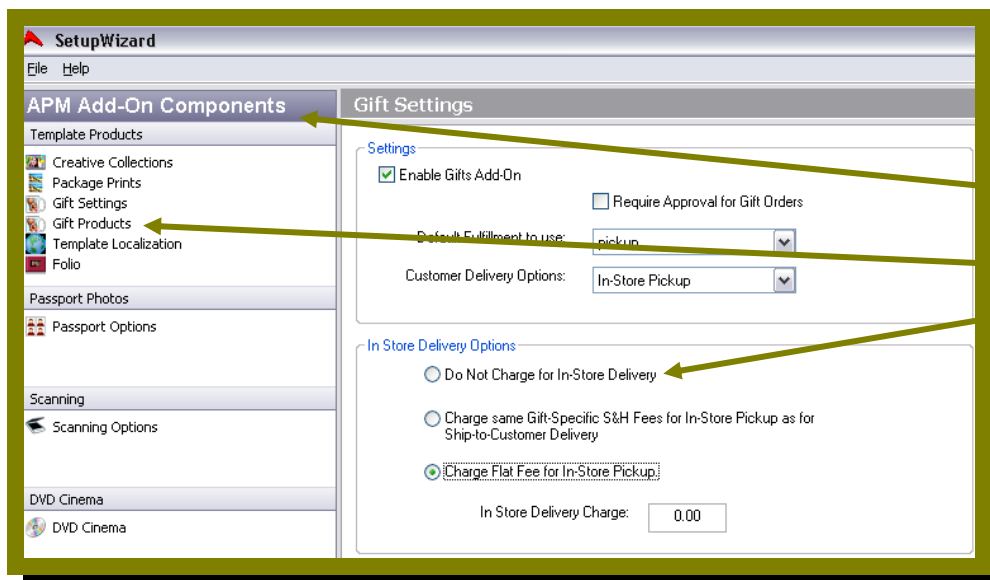 SetupWizard
File Help
APM Add-On Components
Template Products
Creative Collections
Package Prints
Gift Settings
Gift Products
Template Localization
Folio
Passport Photos
Passport Options
Scanning
Scanning Options
DVD Cinema
DVD Cinema
Gift Settings
Settings
Enable Gifts Add-On
Require Approval for Gift Orders
Default Fulfillment to use: pickup
Customer Delivery Options: In-Store Pickup
In Store Delivery Options
Do Not Charge for In-Store Delivery
Charge same Gift-Specific S&H Fees for In-Store Pickup as for
Ship-to-Customer Delivery
Charge Flat Fee for In-Store Pickup.
In Store Delivery Charge: 0.00